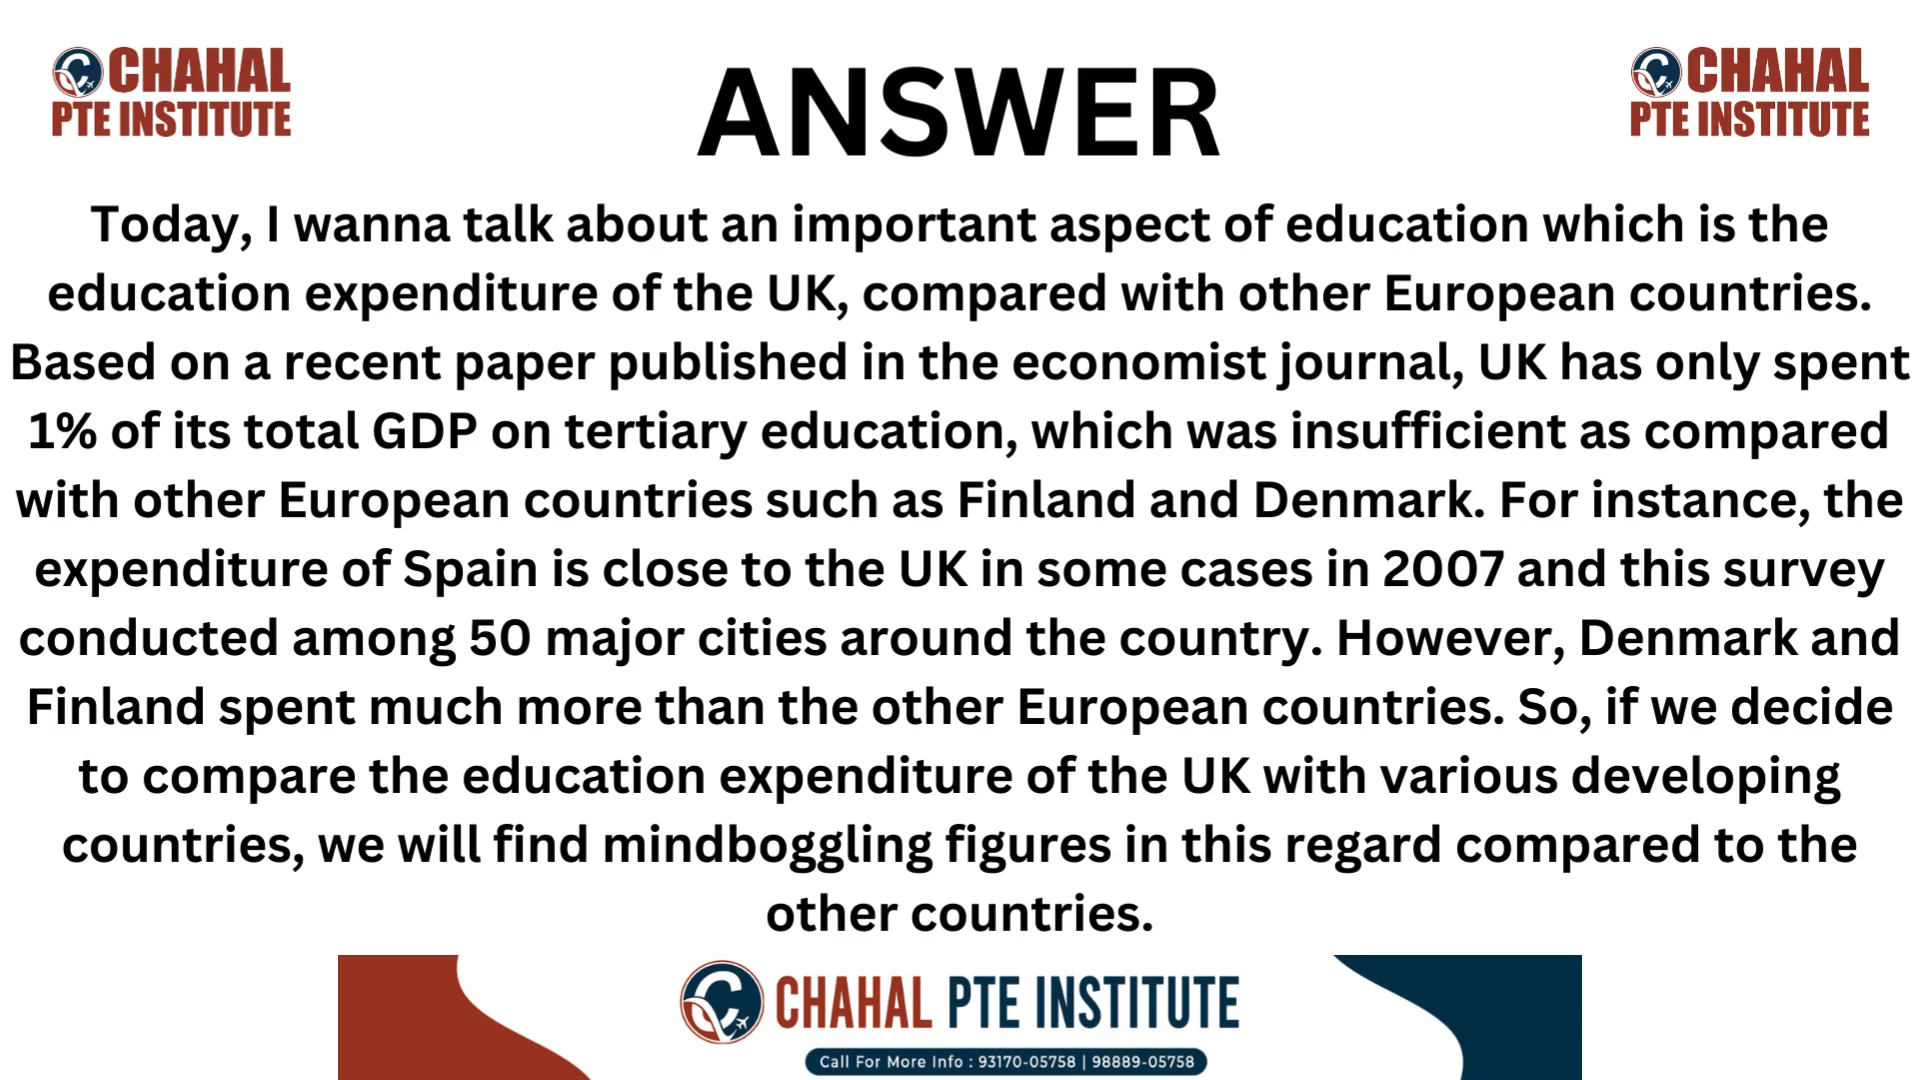 CHAHAL
PTE INSTITUTE
ANSWER
CHAHAL
PTE INSTITUTE
Today, I wanna talk about an important aspect of education which is the
education expenditure of the UK, compared with other European countries.
Based on a recent paper published in the economist journal, UK has only spent
1% of its total GDP on tertiary education, which was insufficient as compared
with other European countries such as Finland and Denmark. For instance, the
expenditure of Spain is close to the UK in some cases in 2007 and this survey
conducted among 50 major cities around the country. However, Denmark and
Finland spent much more than the other European countries. So, if we decide
to compare the education expenditure of the UK with various developing
countries, we will find mindboggling figures in this regard compared to the
other countries.
CHAHAL PTE INSTITUTE
Call For More Info : 93170-05758 | 98889-05758